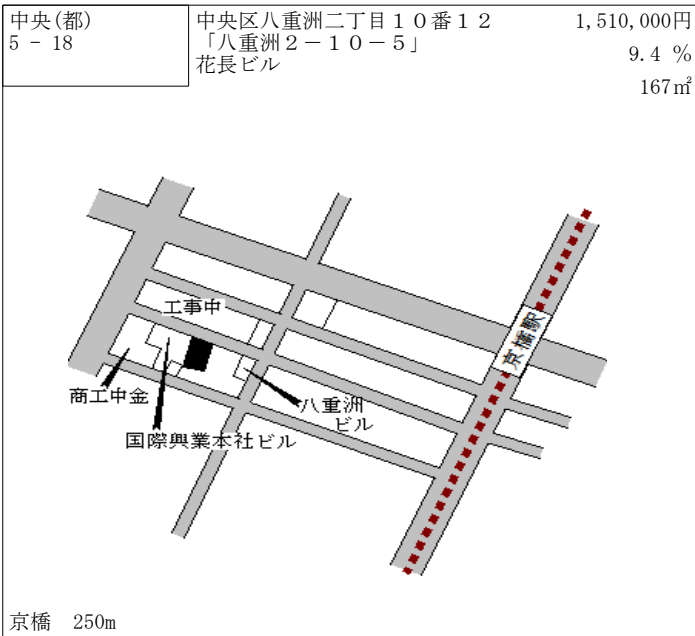 中央(都)
5 - 18
中央区八重洲二丁目１０番１２
「八重洲２－１０－５」
花長ビル
1,510,000円
9.4 %
167㎡
工事中
京橋駅
商工中金
八重洲
ビル
国際興業本社ビル
京橋 250m